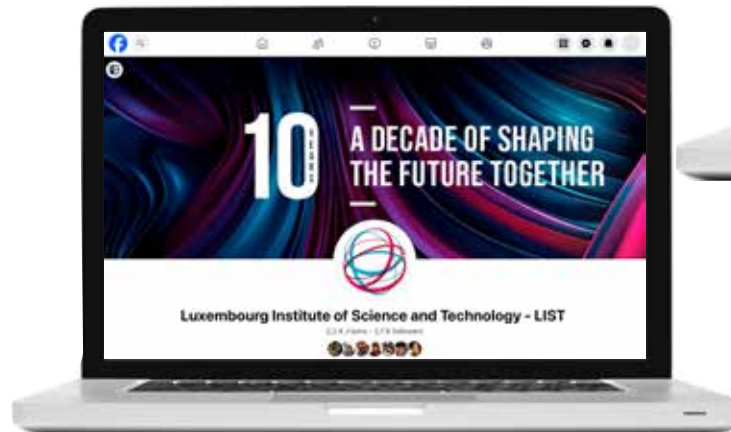 10
YEARS
A DECADE OF SHAPING
THE FUTURE TOGETHER
Luxembourg Institute of Science and Technology - LIST